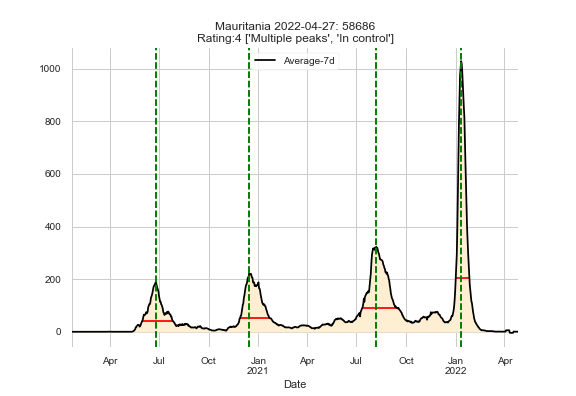 Mauritania 2022-04-27: 58686
Rating:4 ['Multiple peaks', 'In control']
Average-7d
1000
800
600
400
200
0
Apr
Jul
Oct
Jan
2021
Apr
Jul
Oct
Jan
2022
Apr
Date